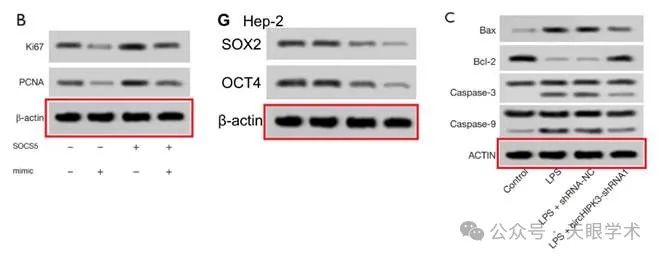 B
Ki67
PCNA
β-actin
SOCS5 – – + +
mimic – + – +
G Hep-2
SOX2
OCT4
β-actin
C
Bax
Bcl-2
Caspase-3
Caspase-9
ACTIN
Control
LPS
LPS + shRNA-NC
LPS + circHIPK3-shRNA1
公众号 · 天眼学术